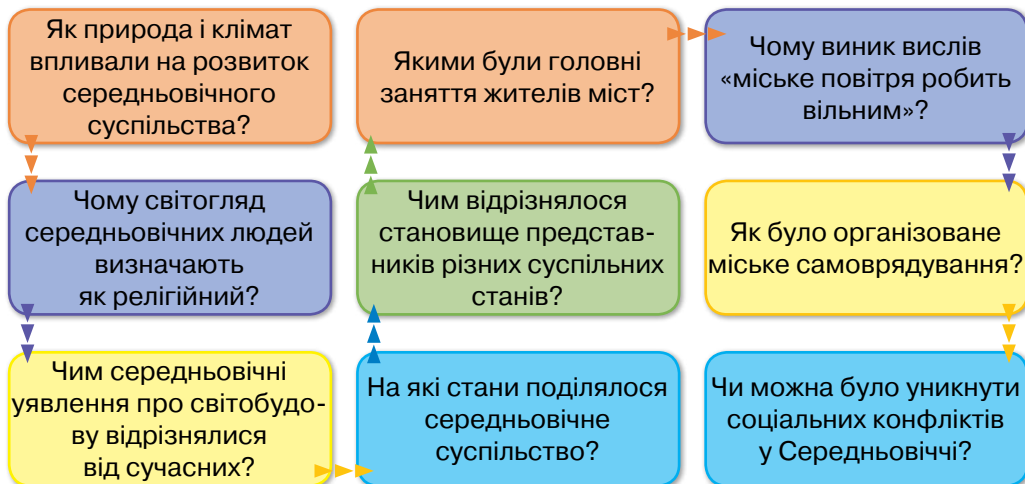 Як природа і клімат
впливали на розвиток
середньовічного
суспільства?
Чому світогляд
середньовічних людей
визначають
як релігійний?
Чим середньовічні
уявлення про світобудо-
ву відрізнялися
від сучасних?
На які стани поділялося
середньовічне
суспільство?
Чим відрізнялося
становище представ-
ників різних суспільних
станів?
Якими були головні
заняття жителів міст?
Чому виник вислів
«міське повітря робить
вільним»?
Як було організоване
міське самоврядування?
Чи можна було уникнути
соціальних конфліктів
у Середньовіччі?